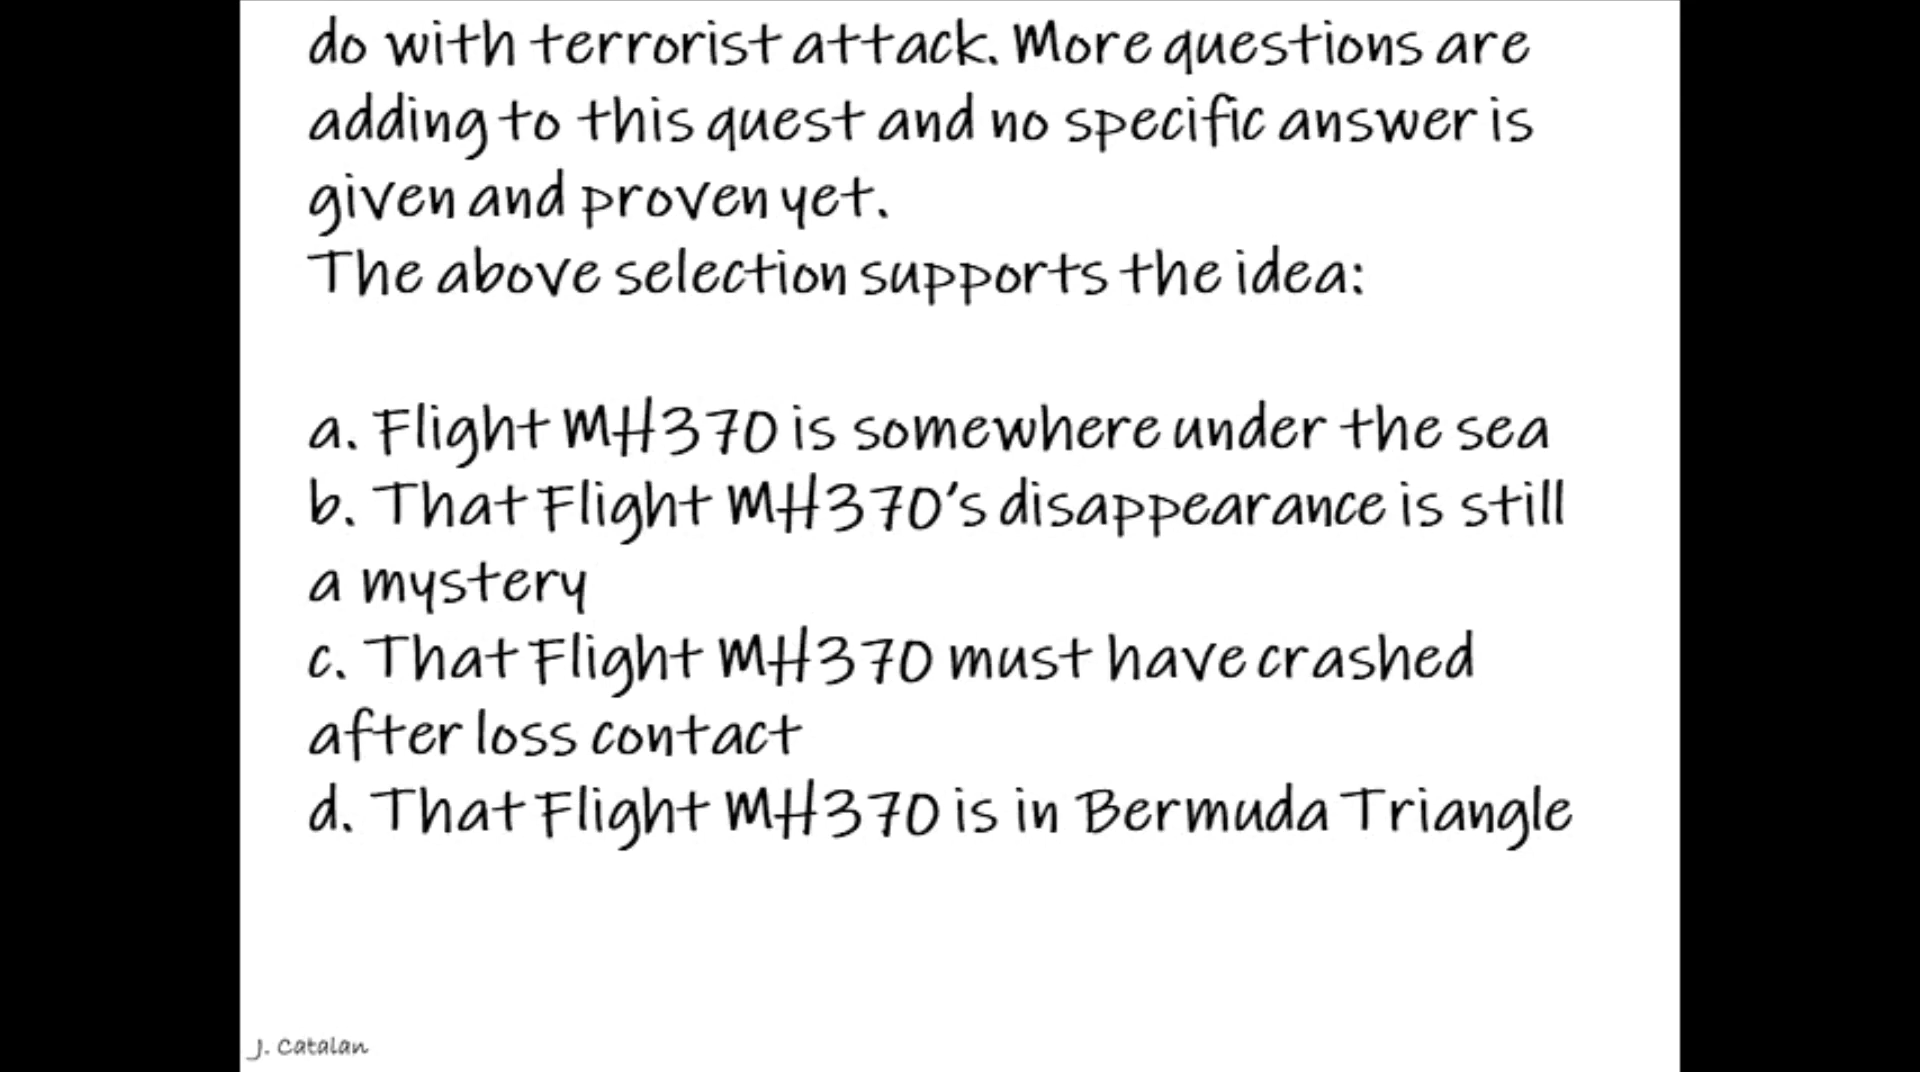 do with terrorist attack. More questions are
adding to this quest and no specific answer is
given and proven yet.
The above selection supports the idea:
a. Flight MH370 is somewhere under the sea
b. That Flight MH370's disappearance is still
a mystery
c. That Flight MH370 must have crashed
after loss contact
d. That Flight MH370 is in Bermuda Triangle
J. Catalan